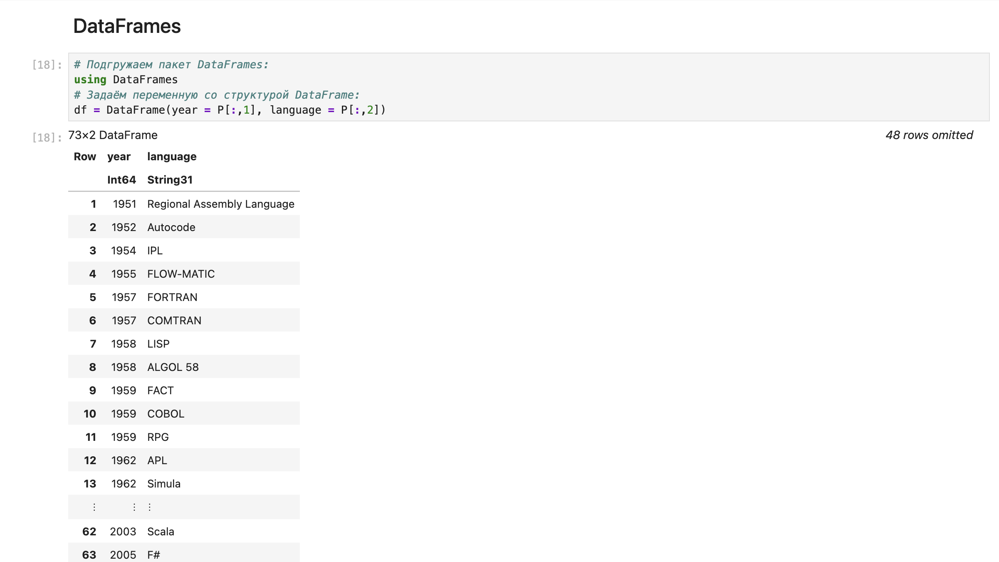 DataFrames
[18]: # Подгружаем пакет DataFrames:
using DataFrames
# Задаём переменную со структурой DataFrame:
df = DataFrame(year = P[:,1], language = P[:,2])
[18]: 73×2 DataFrame 48 rows omitted
Row year language
Int64 String31
1 1951 Regional Assembly Language
2 1952 Autocode
3 1954 IPL
4 1955 FLOW-MATIC
5 1957 FORTRAN
6 1957 COMTRAN
7 1958 LISP
8 1958 ALGOL 58
9 1959 FACT
10 1959 COBOL
11 1959 RPG
12 1962 APL
13 1962 Simula
⋮ ⋮ ⋮
62 2003 Scala
63 2005 F#